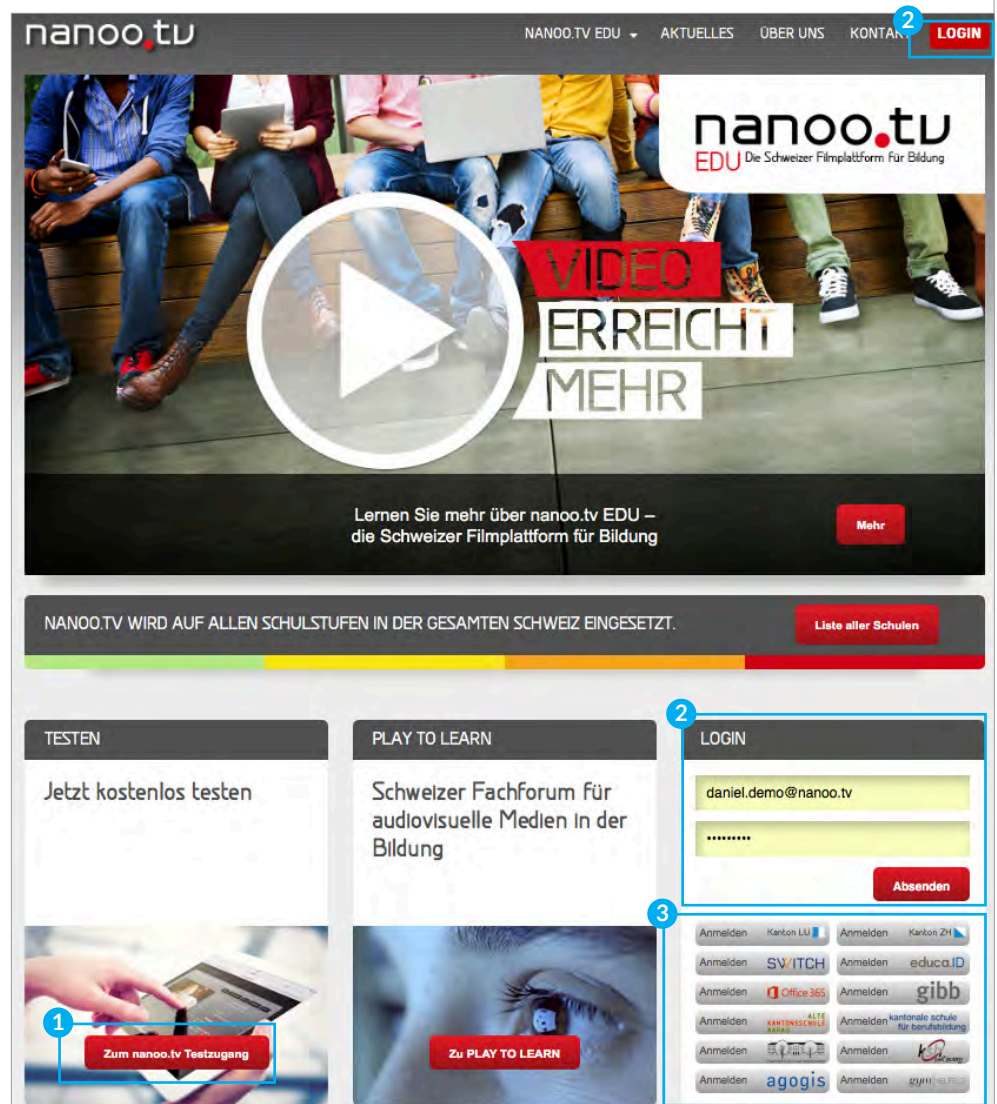 nanoo.tv
NANOO.TV EDU AKTUELLES ÜBER UNS KONTAKT
2
LOGIN
nanoo.tv
EDU Die Schweizer Filmplattform für Bildung
VIDEO
ERREICHT
MEHR
Lernen Sie mehr über nanoo.tv EDU –
die Schweizer Filmplattform für Bildung
Mehr
NANOO.TV WIRD AUF ALLEN SCHULSTUFEN IN DER GESAMTEN SCHWEIZ EINGESETZT.
Liste aller Schulen
TESTEN
Jetzt kostenlos testen
1
Zum nanoo.tv Testzugang
PLAY TO LEARN
Schweizer Fachforum für
audiovisuelle Medien in der
Bildung
Zu PLAY TO LEARN
2
LOGIN
daniel.demo@nanoo.tv
•••••••••
Absenden
3
Anmelden Kanton LU Anmelden Kanton ZH
Anmelden SWITCH Anmelden educa.ID
Anmelden Office 365 Anmelden gibb
Anmelden ALTE KANTONSSCHULE AARAU Anmelden kantonale schule für berufsbildung
Anmelden Anmelden
Anmelden agogis Anmelden gym